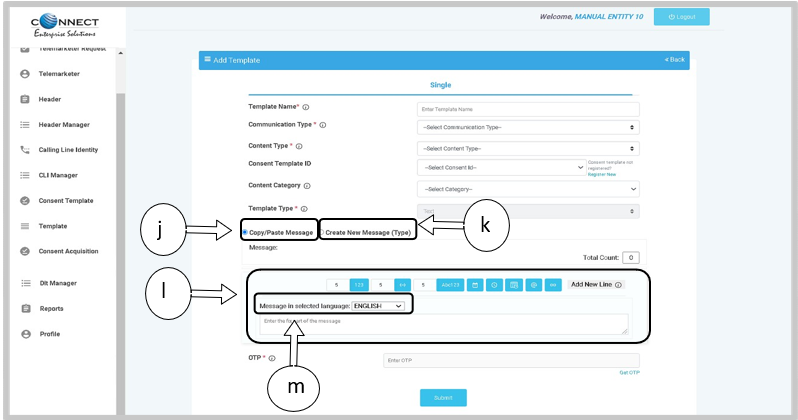 CONNECT
Enterprise Solutions
Welcome, MANUAL ENTITY 10
Logout
Telemarketer Request
Telemarketer
Header
Header Manager
Calling Line Identity
CLI Manager
Consent Template
Template
Consent Acquisition
Dlt Manager
Reports
Profile
Add Template
< Back
Single
Template Name*
Enter Template Name
Communication Type *
--Select Communication Type--
Content Type *
--Select Content Type--
Consent Template ID
--Select Consent Id--
Consent template not
registered?
Register New
Content Category
--Select Category--
Template Type *
Text
j
Copy/Paste Message
Create New Message (Type)
k
Message:
Total Count: 0
l
5
123
5
5
Abc123
Add New Line
Message in selected language: ENGLISH
Enter the
part of the message
m
OTP *
Enter OTP
Get OTP
Submit